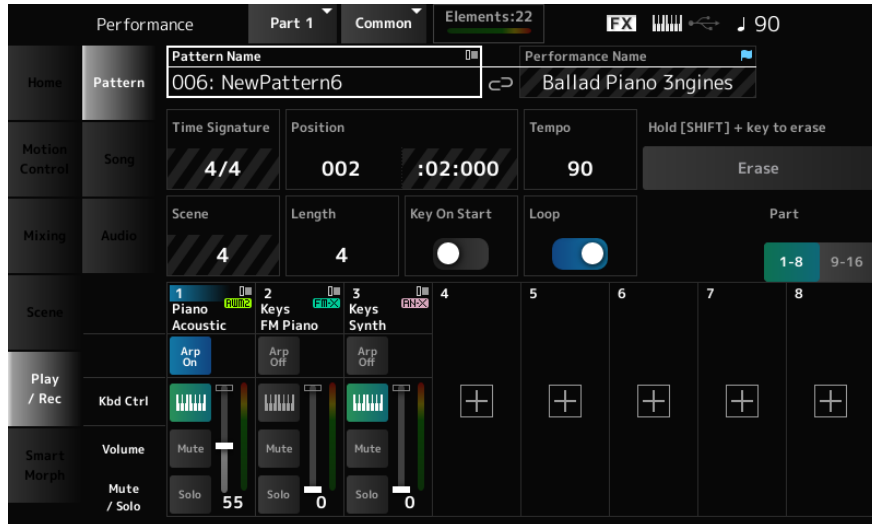 Performance
Part 1
Common
Elements:22
FX
90
Home
Pattern
Pattern Name
006: NewPattern6
Performance Name
Ballad Piano 3ngines
Motion
Control
Song
Time Signature
4/4
Position
002 :02:000
Tempo
90
Hold [SHIFT] + key to erase
Erase
Mixing
Audio
Scene
4
Length
4
Key On Start
Loop
Part
1-8
9-16
Scene
1
Piano
Acoustic
AWM2
2
Keys
FM Piano
FM-X
3
Keys
Synth
AN-X
4
5
6
7
8
Arp
On
Arp
Off
Arp
Off
Play
/ Rec
Kbd Ctrl
Smart
Morph
Volume
Mute
Mute
Mute
Mute
/ Solo
Solo
55
Solo
0
Solo
0